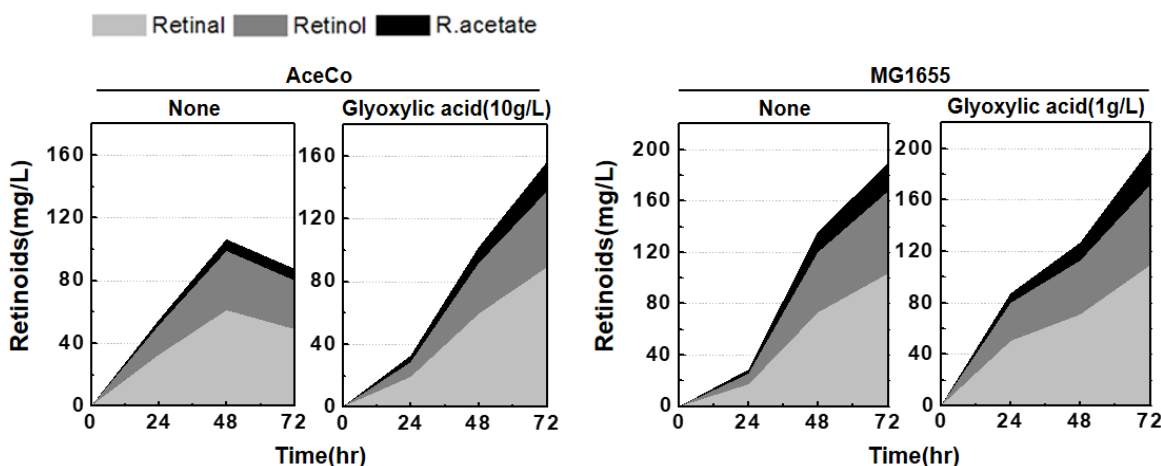 Retinal Retinol R.acetate
AceCo
None Glyoxylic acid(10g/L)
Retinoids(mg/L)
160
120
80
40
0
160
120
80
40
0
0 24 48 72
0 24 48 72
Time(hr)
MG1655
None Glyoxylic acid(1g/L)
Retinoids(mg/L)
200
160
120
80
40
0
200
160
120
80
40
0
0 24 48 72
0 24 48 72
Time(hr)